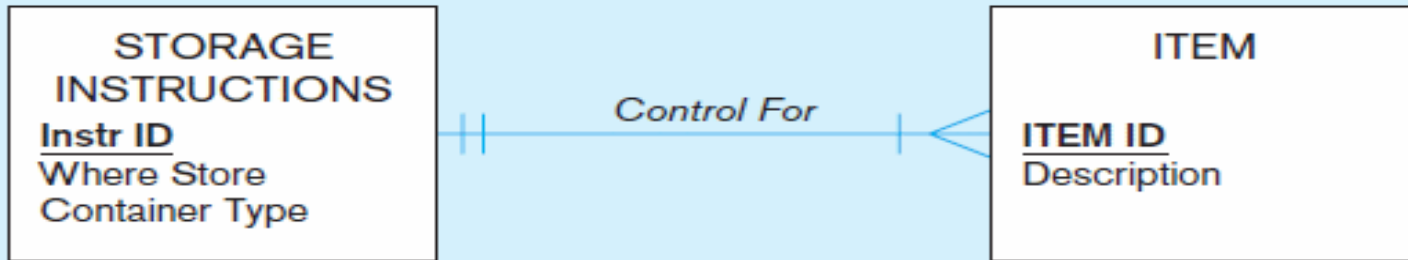 STORAGE
INSTRUCTIONS
Instr ID
Where Store
Container Type
Control For
ITEM
ITEM ID
Description